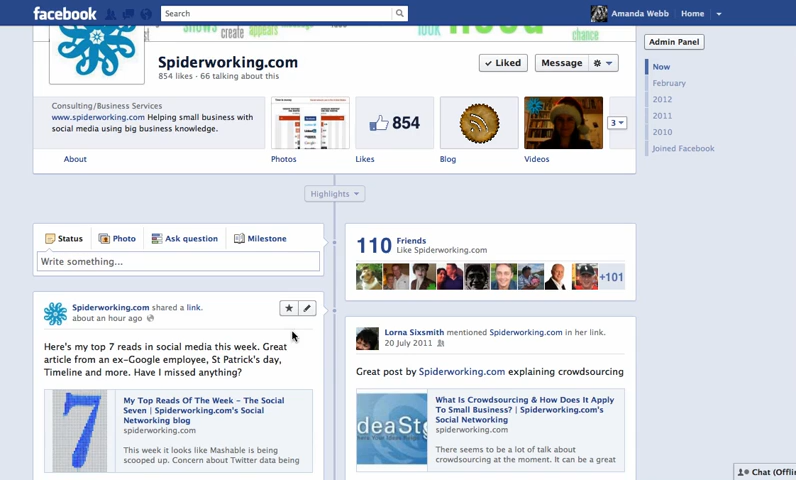 facebook
Search
Amanda Webb
Home
shows
create
appears
message
look
need
Admin Panel
Spiderworking.com
854 likes · 66 talking about this
Liked
Message
Now
February
2012
2011
2010
Joined Facebook
Consulting/Business Services
www.spiderworking.com Helping small business with
social media using big business knowledge.
854
3
About
Photos
Likes
Blog
Videos
Highlights
Status
Photo
Ask question
Milestone
Write something...
110 Friends
Like Spiderworking.com
+101
Spiderworking.com shared a link.
about an hour ago
Here's my top 7 reads in social media this week. Great
article from an ex-Google employee, St Patrick's day,
Timeline and more. Have I missed anything?
7
My Top Reads Of The Week - The Social
Seven | Spiderworking.com's Social
Networking blog
spiderworking.com
This week it looks like Mashable is being
scooped up. Concern about Twitter data being
Lorna Sixsmith mentioned Spiderworking.com in her link.
20 July 2011
Great post by Spiderworking.com explaining crowdsourcing
deaSt
What Is Crowdsourcing & How Does It Apply
To Small Business? | Spiderworking.com's
Social Networking
spiderworking.com
There seems to be a lot of talk about
crowdsourcing at the moment. It can be a great
Chat (Offli